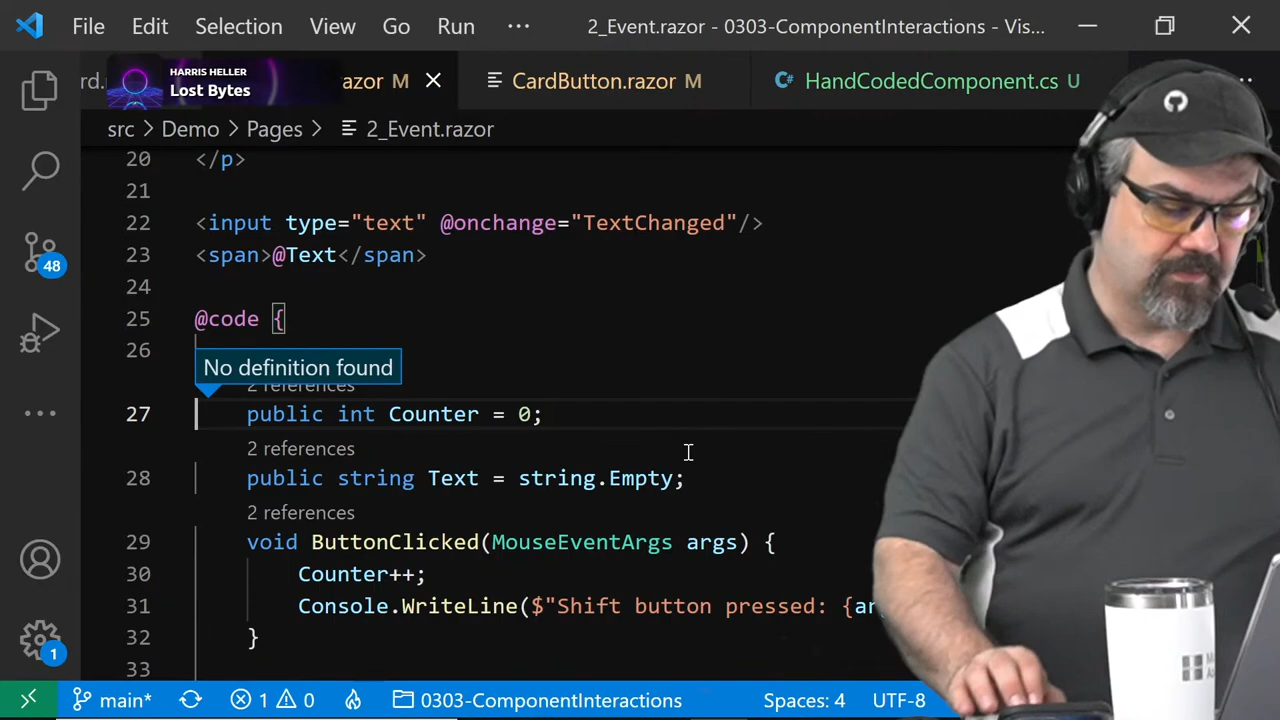 File Edit Selection View Go Run ··· 2_Event.razor - 0303-ComponentInteractions - Vis...
rd. HARRIS HELLER
Lost Bytes
azor M CardButton.razor M C# HandCodedComponent.cs U
src > Demo > Pages > 2_Event.razor
20 </p>
21
22 <input type="text" @onchange="TextChanged"/>
23 <span>@Text</span>
24
25 @code {
26
No definition found
2 references
27 public int Counter = 0;
2 references
28 public string Text = string.Empty;
2 references
29 void ButtonClicked(MouseEventArgs args) {
30 Counter++;
31 Console.WriteLine($"Shift button pressed: {ar
32 }
33
48
1
main* 1 0 0303-ComponentInteractions Spaces: 4 UTF-8